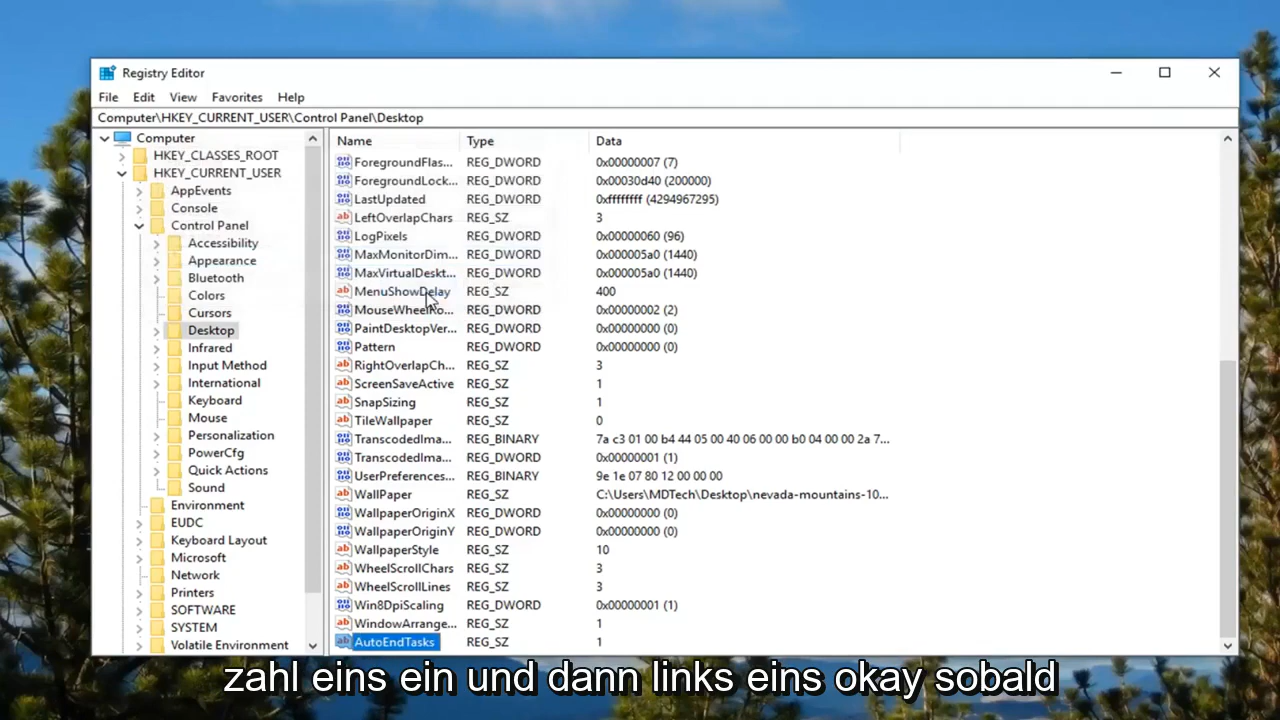 Registry Editor
File Edit View Favorites Help
Computer\HKEY_CURRENT_USER\Control Panel\Desktop
Computer
HKEY_CLASSES_ROOT
HKEY_CURRENT_USER
AppEvents
Console
Control Panel
Accessibility
Appearance
Bluetooth
Colors
Cursors
Desktop
Infrared
Input Method
International
Keyboard
Mouse
Personalization
PowerCfg
Quick Actions
Sound
Environment
EUDC
Keyboard Layout
Microsoft
Network
Printers
SOFTWARE
SYSTEM
Volatile Environment
Name Type Data
ForegroundFlas... REG_DWORD 0x00000007 (7)
ForegroundLock... REG_DWORD 0x00030d40 (200000)
LastUpdated REG_DWORD 0xffffffff (4294967295)
LeftOverlapChars REG_SZ 3
LogPixels REG_DWORD 0x00000060 (96)
MaxMonitorDim... REG_DWORD 0x000005a0 (1440)
MaxVirtualDeskt... REG_DWORD 0x000005a0 (1440)
MenuShowDelay REG_SZ 400
MouseWheelRo... REG_DWORD 0x00000002 (2)
PaintDesktopVer... REG_DWORD 0x00000000 (0)
Pattern REG_DWORD 0x00000000 (0)
RightOverlapCh... REG_SZ 3
ScreenSaveActive REG_SZ 1
SnapSizing REG_SZ 1
TileWallpaper REG_SZ 0
TranscodedIma... REG_BINARY 7a c3 01 00 b4 44 05 00 40 06 00 00 b0 04 00 00 2a 7...
TranscodedIma... REG_DWORD 0x00000001 (1)
UserPreferences... REG_BINARY 9e 1e 07 80 12 00 00 00
WallPaper REG_SZ C:\Users\MDTech\Desktop\nevada-mountains-10...
WallpaperOriginX REG_DWORD 0x00000000 (0)
WallpaperOriginY REG_DWORD 0x00000000 (0)
WallpaperStyle REG_SZ 10
WheelScrollChars REG_SZ 3
WheelScrollLines REG_SZ 3
Win8DpiScaling REG_DWORD 0x00000001 (1)
WindowArrange... REG_SZ 1
AutoEndTasks REG_SZ 1
zahl eins ein und dann links eins okay sobald